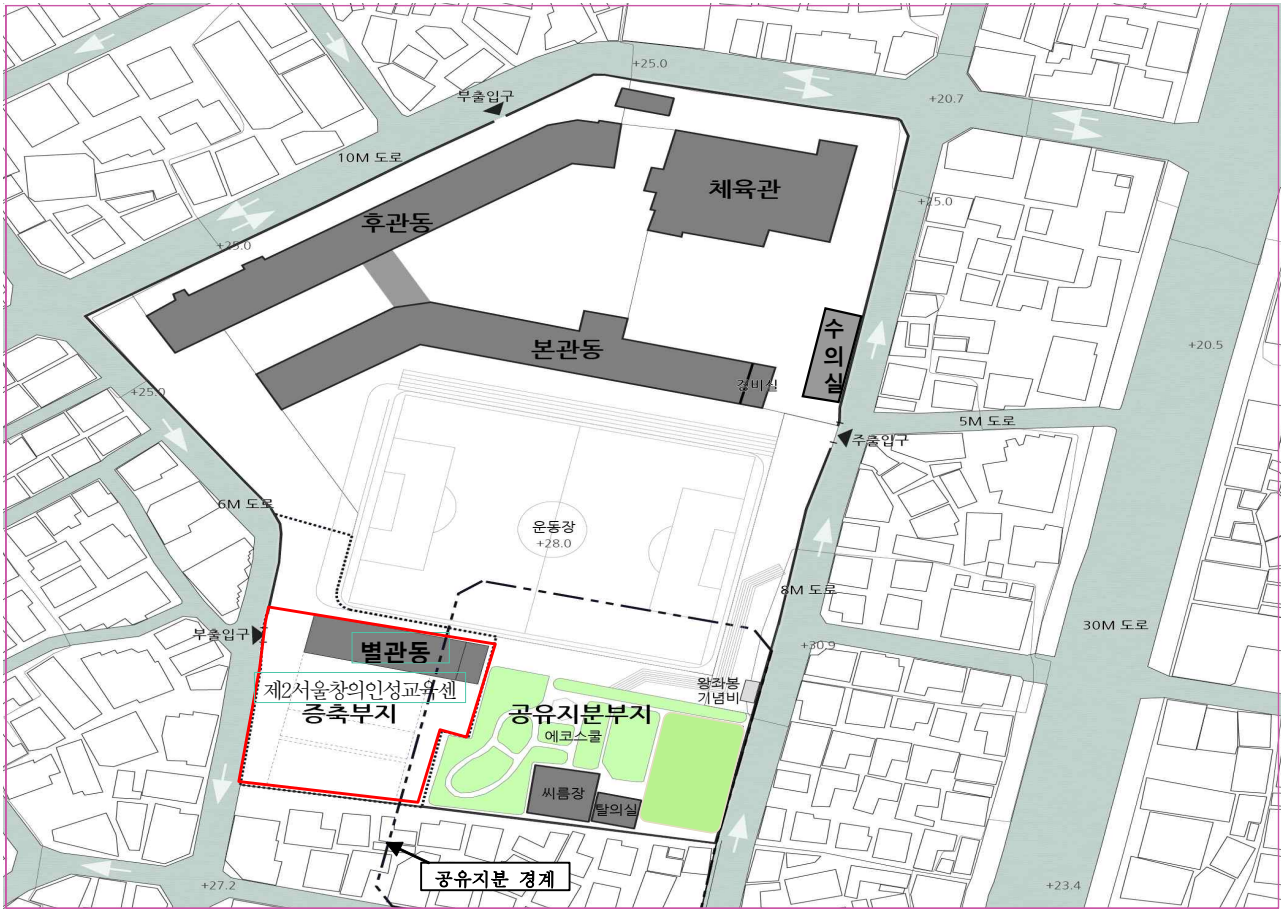 +25.0
부출입구
+20.7
10M 도로
체육관
+25.0
후관동
+25.0
수의실
+20.5
본관동
경비실
+25.0
5M 도로
주출입구
6M 도로
운동장
+28.0
8M 도로
30M 도로
부출입구
+30.9
별관동
제2서울창의인성교육센
왕좌봉
기념비
증축부지
공유지분부지
에코스쿨
씨름장
탈의실
공유지분 경계
+27.2
+23.4